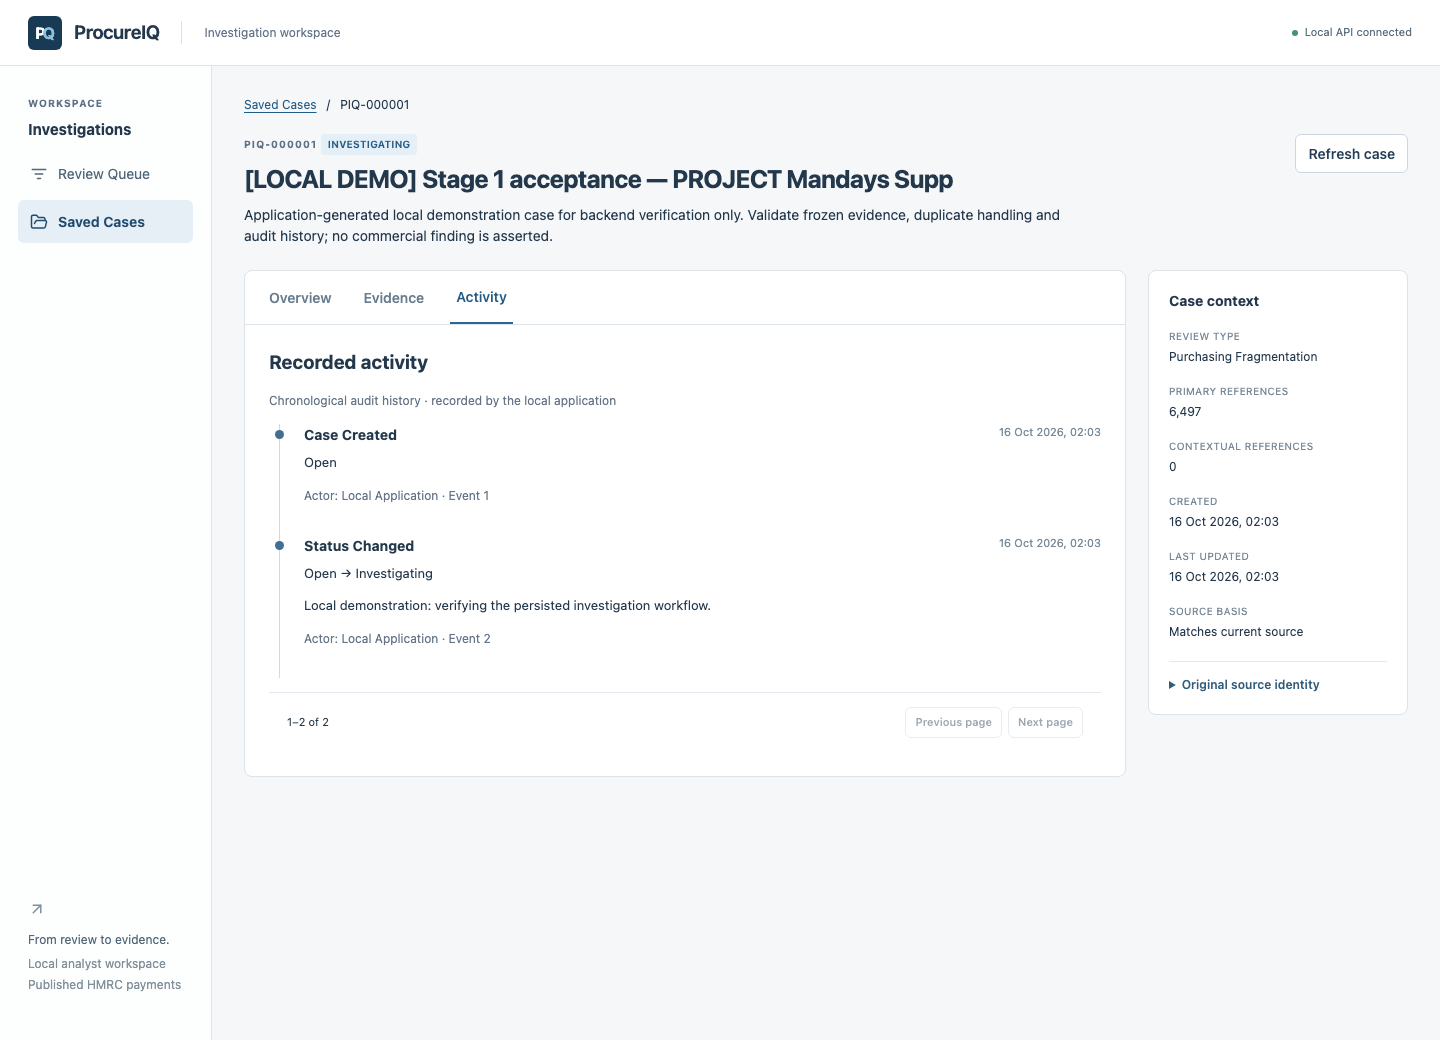 PQ ProcureIQ
Investigation workspace
Local API connected
WORKSPACE
Investigations
Review Queue
Saved Cases
From review to evidence.
Local analyst workspace
Published HMRC payments
Saved Cases / PIQ-000001
PIQ-000001 INVESTIGATING
Refresh case
[LOCAL DEMO] Stage 1 acceptance — PROJECT Mandays Supp
Application-generated local demonstration case for backend verification only. Validate frozen evidence, duplicate handling and
audit history; no commercial finding is asserted.
Overview Evidence Activity
Recorded activity
Chronological audit history · recorded by the local application
Case Created 16 Oct 2026, 02:03
Open
Actor: Local Application · Event 1
Status Changed 16 Oct 2026, 02:03
Open → Investigating
Local demonstration: verifying the persisted investigation workflow.
Actor: Local Application · Event 2
1–2 of 2 Previous page Next page
Case context
REVIEW TYPE
Purchasing Fragmentation
PRIMARY REFERENCES
6,497
CONTEXTUAL REFERENCES
0
CREATED
16 Oct 2026, 02:03
LAST UPDATED
16 Oct 2026, 02:03
SOURCE BASIS
Matches current source
Original source identity